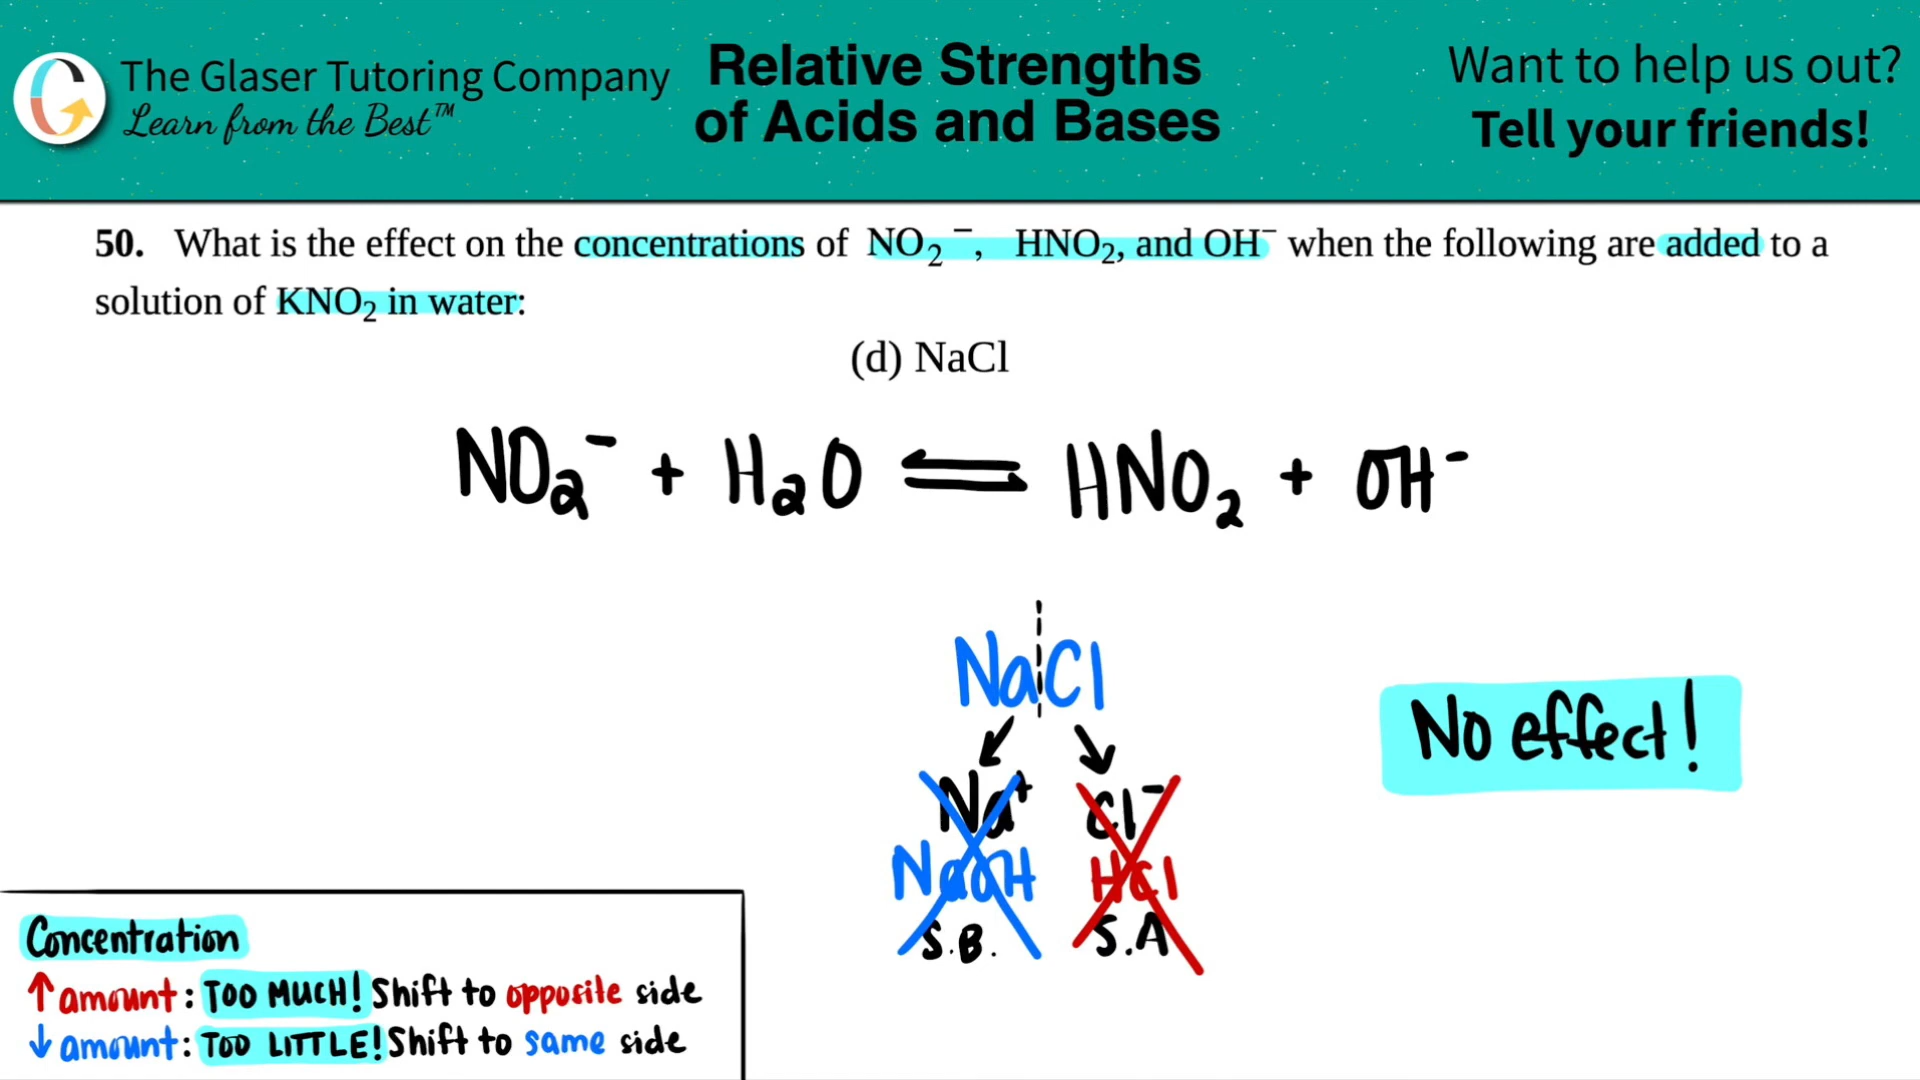 The Glaser Tutoring Company
Learn from the Best™
Relative Strengths
of Acids and Bases
Want to help us out?
Tell your friends!
50. What is the effect on the concentrations of NO₂⁻, HNO₂, and OH⁻ when the following are added to a
solution of KNO₂ in water:
(d) NaCl
NO₂⁻ + H₂O ⇌ HNO₂ + OH⁻
NaCl
Na⁺ Cl⁻
NaOH HCl
S.B. S.A
No effect!
Concentration
↑ amount: TOO MUCH! Shift to opposite side
↓ amount: TOO LITTLE! Shift to same side